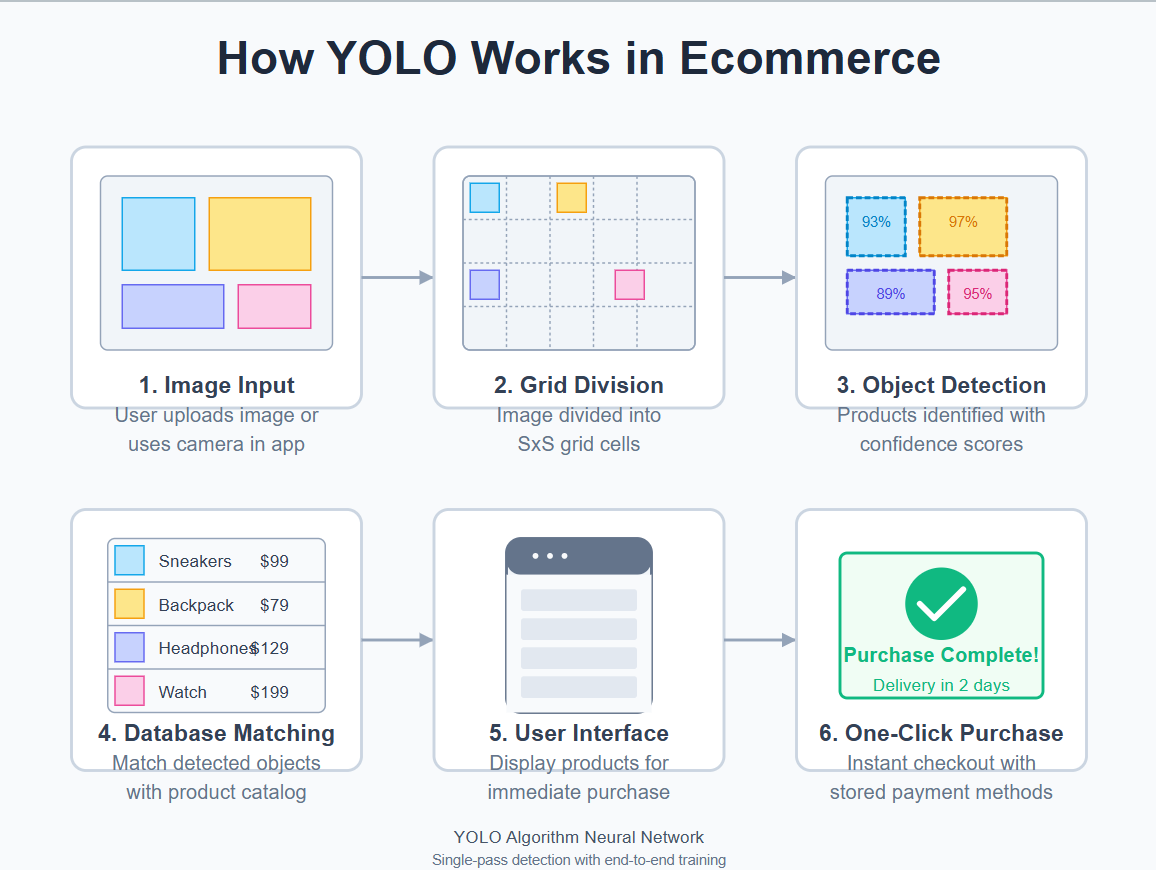 How YOLO Works in Ecommerce
1. Image Input
User uploads image or
uses camera in app
2. Grid Division
Image divided into
SxS grid cells
93%
97%
89%
95%
3. Object Detection
Products identified with
confidence scores
Sneakers $99
Backpack $79
Headphones $129
Watch $199
4. Database Matching
Match detected objects
with product catalog
5. User Interface
Display products for
immediate purchase
Purchase Complete!
Delivery in 2 days
6. One-Click Purchase
Instant checkout with
stored payment methods
YOLO Algorithm Neural Network
Single-pass detection with end-to-end training